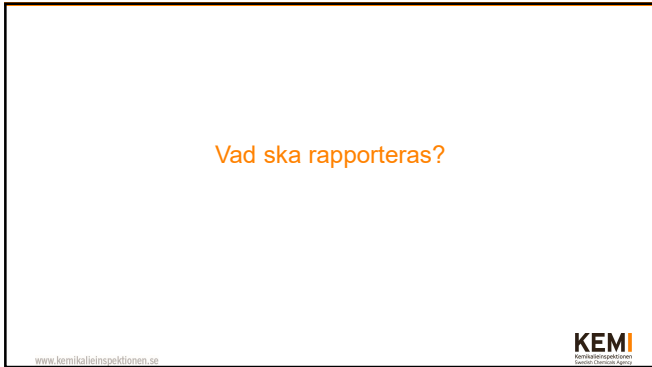 Vad ska rapporteras?
www.kemikalieinspektionen.se
KEMI
Kemikalieinspektionen
Swedish Chemicals Agency